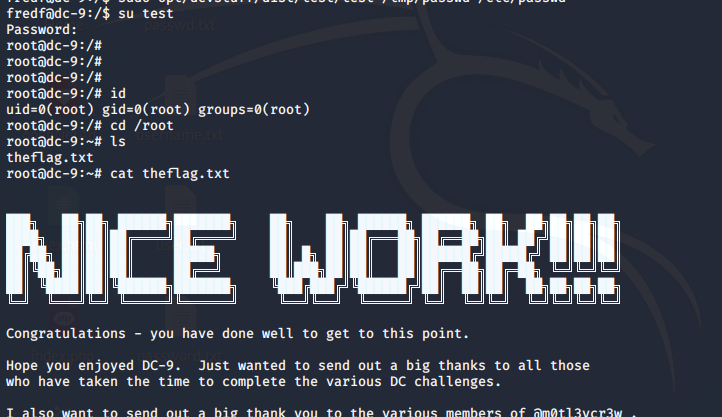 fredf@dc-9:/$ su test
Password:
root@dc-9:/#
root@dc-9:/#
root@dc-9:/#
root@dc-9:/# id
uid=0(root) gid=0(root) groups=0(root)
root@dc-9:/# cd /root
root@dc-9:~# ls
theflag.txt
root@dc-9:~# cat theflag.txt
NICE WORK!!!
Congratulations - you have done well to get to this point.
Hope you enjoyed DC-9.  Just wanted to send out a big thanks to all those
who have taken the time to complete the various DC challenges.
I also want to send out a big thank you to the various members of @m0tl3ycr3w .